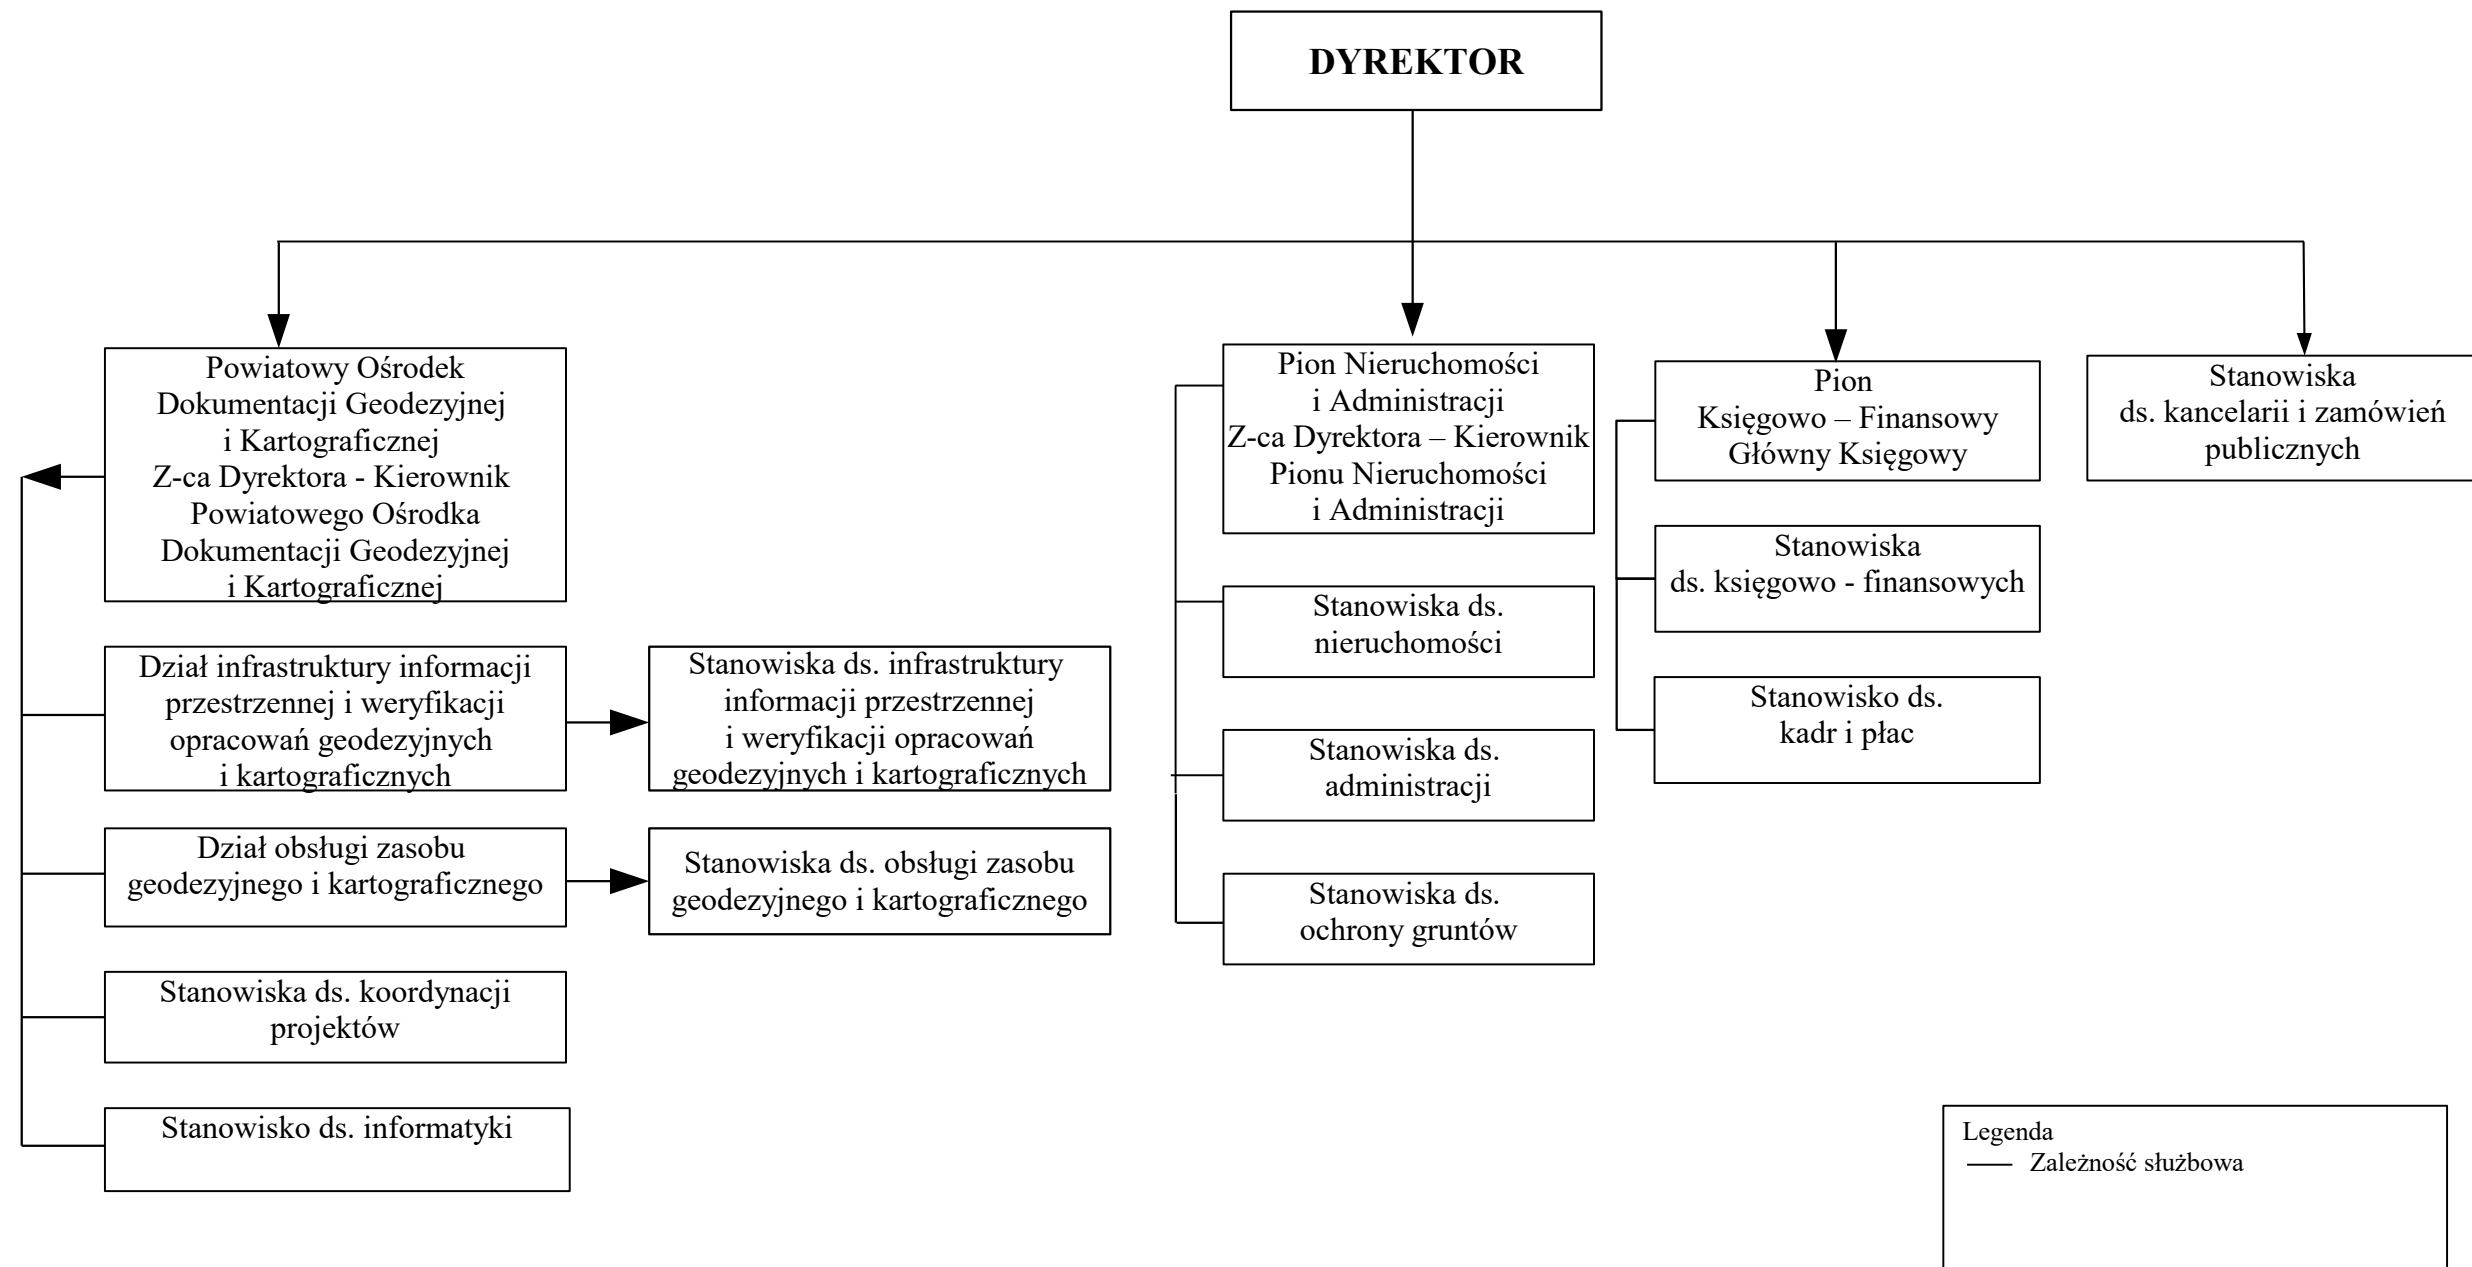 DYREKTOR
Powiatowy Ośrodek
Dokumentacji Geodezyjnej
i Kartograficznej
Z-ca Dyrektora - Kierownik
Powiatowego Ośrodka
Dokumentacji Geodezyjnej
i Kartograficznej
Dział infrastruktury informacji
przestrzennej i weryfikacji
opracowań geodezyjnych
i kartograficznych
Stanowiska ds. infrastruktury
informacji przestrzennej
i weryfikacji opracowań
geodezyjnych i kartograficznych
Dział obsługi zasobu
geodezyjnego i kartograficznego
Stanowiska ds. obsługi zasobu
geodezyjnego i kartograficznego
Stanowiska ds. koordynacji
projektów
Stanowisko ds. informatyki
Pion Nieruchomości
i Administracji
Z-ca Dyrektora – Kierownik
Pionu Nieruchomości
i Administracji
Stanowiska ds.
nieruchomości
Stanowiska ds.
administracji
Stanowiska ds.
ochrony gruntów
Pion
Księgowo – Finansowy
Główny Księgowy
Stanowiska
ds. księgowo - finansowych
Stanowisko ds.
kadr i płac
Stanowiska
ds. kancelarii i zamówień
publicznych
Legenda
Zależność służbowa